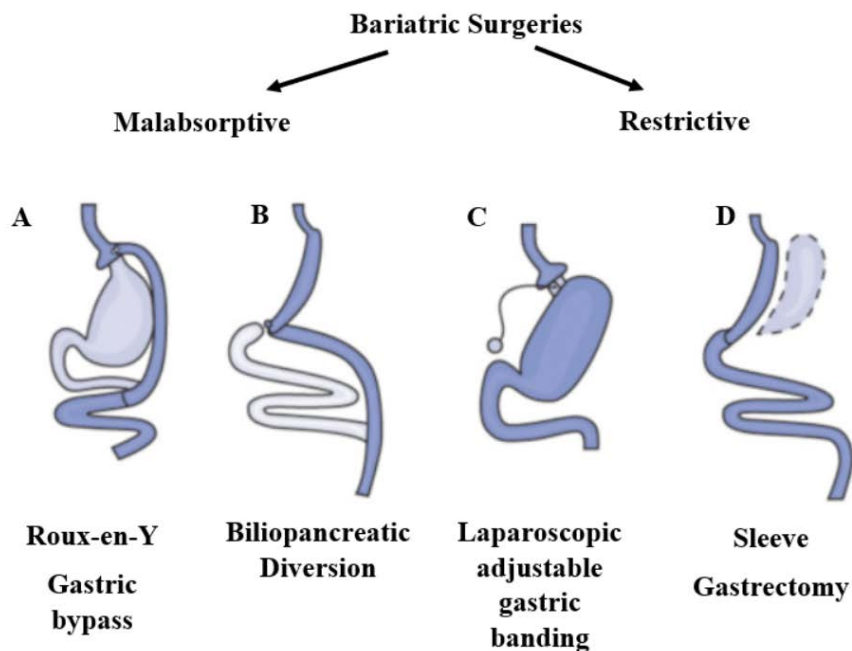 Bariatric Surgeries
Malabsorptive
Restrictive
A
B
C
D
Roux-en-Y
Gastric
bypass
Biliopancreatic
Diversion
Laparoscopic
adjustable
gastric
banding
Sleeve
Gastrectomy